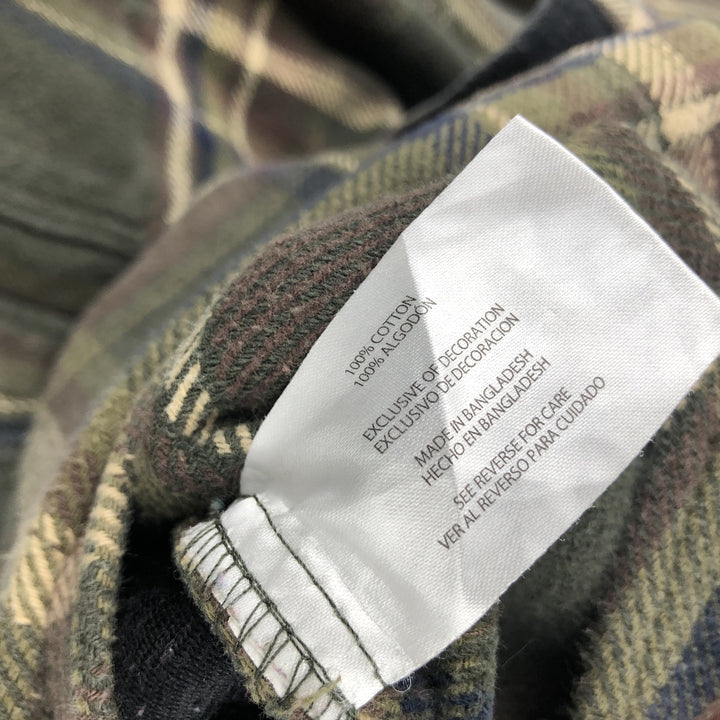 100% COTTON
100% ALGODÓN
EXCLUSIVE OF DECORATION
EXCLUSIVO DE DECORACION
MADE IN BANGLADESH
HECHO EN BANGLADESH
SEE REVERSE FOR CARE
VER AL REVERSO PARA CUIDADO